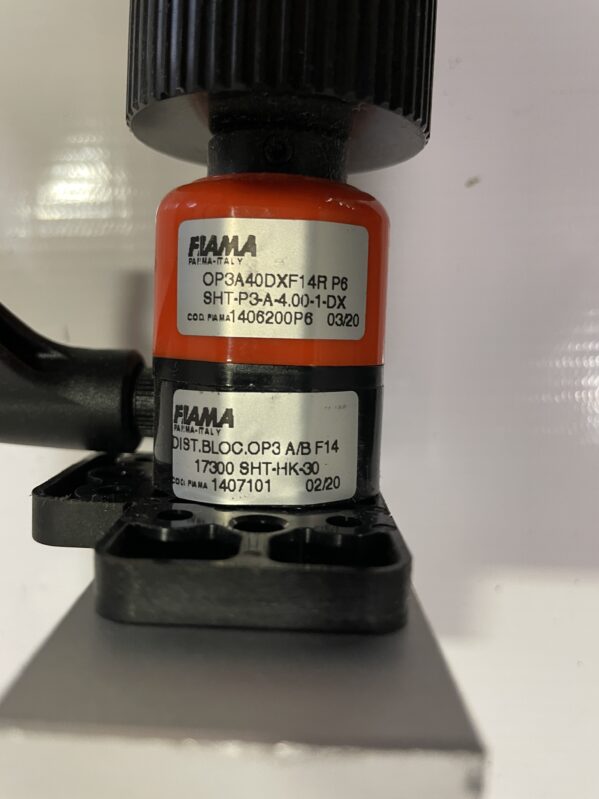 FIAMA
PARMA-ITALY
OP3A40DXF14R P6
SHT-P3-A-4.00-1-DX
COD. FIAMA 1406200P6 03/20
FIAMA
PARMA-ITALY
DIST.BLOC.OP3 A/B F14
17300 SHT-HK-30
COD. FIAMA 1407101 02/20